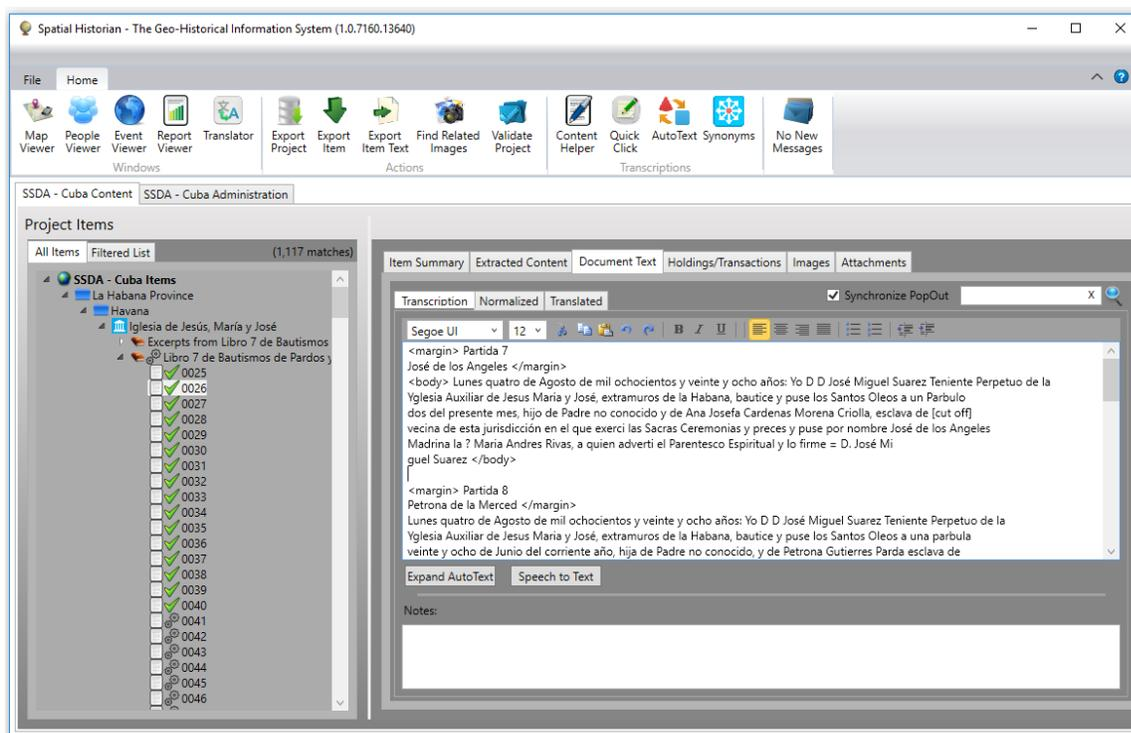 Spatial Historian - The Geo-Historical Information System (1.0.7160.13640)
File Home
Map Viewer
People Viewer
Event Viewer
Report Viewer
Translator
Windows
Export Project
Export Item
Export Item Text
Find Related Images
Validate Project
Actions
Content Helper
Quick Click
AutoText
Synonyms
Transcriptions
No New Messages
SSDA - Cuba Content
SSDA - Cuba Administration
Project Items
All Items
Filtered List
(1,117 matches)
SSDA - Cuba Items
La Habana Province
Havana
Iglesia de Jesús, María y José
Excerpts from Libro 7 de Bautismos
Libro 7 de Bautismos de Pardos y
0025
0026
0027
0028
0029
0030
0031
0032
0033
0034
0035
0036
0037
0038
0039
0040
0041
0042
0043
0044
0045
0046
Item Summary
Extracted Content
Document Text
Holdings/Transactions
Images
Attachments
Transcription
Normalized
Translated
Synchronize PopOut
X
Segoe UI
12
B I U
<margin> Partida 7
José de los Angeles </margin>
<body> Lunes quatro de Agosto de mil ochocientos y veinte y ocho años: Yo D D José Miguel Suarez Teniente Perpetuo de la
Yglesia Auxiliar de Jesus Maria y José, extramuros de la Habana, bautice y puse los Santos Oleos a un Parbulo
dos del presente mes, hijo de Padre no conocido y de Ana Josefa Cardenas Morena Criolla, esclava de [cut off]
vecina de esta jurisdicción en el que exerci las Sacras Ceremonias y preces y puse por nombre José de los Angeles
Madrina la ? Maria Andres Rivas, a quien adverti el Parentesco Espiritual y lo firme = D. José Mi
guel Suarez </body>
<margin> Partida 8
Petrona de la Merced </margin>
Lunes quatro de Agosto de mil ochocientos y veinte y ocho años: Yo D D José Miguel Suarez Teniente Perpetuo de la
Yglesia Auxiliar de Jesus Maria y José, extramuros de la Habana, bautice y puse los Santos Oleos a una parbula
veinte y ocho de Junio del corriente año, hija de Padre no conocido, y de Petrona Gutierres Parda esclava de
Expand AutoText
Speech to Text
Notes: